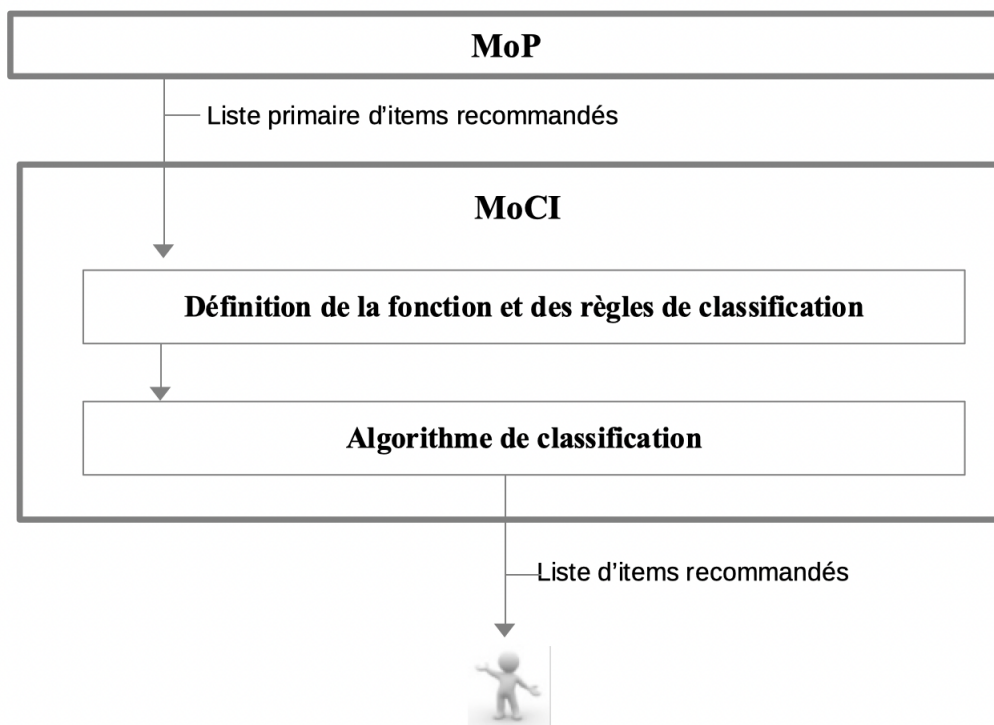 MoP
Liste primaire d'items recommandés
MoCI
Définition de la fonction et des règles de classification
Algorithme de classification
Liste d'items recommandés